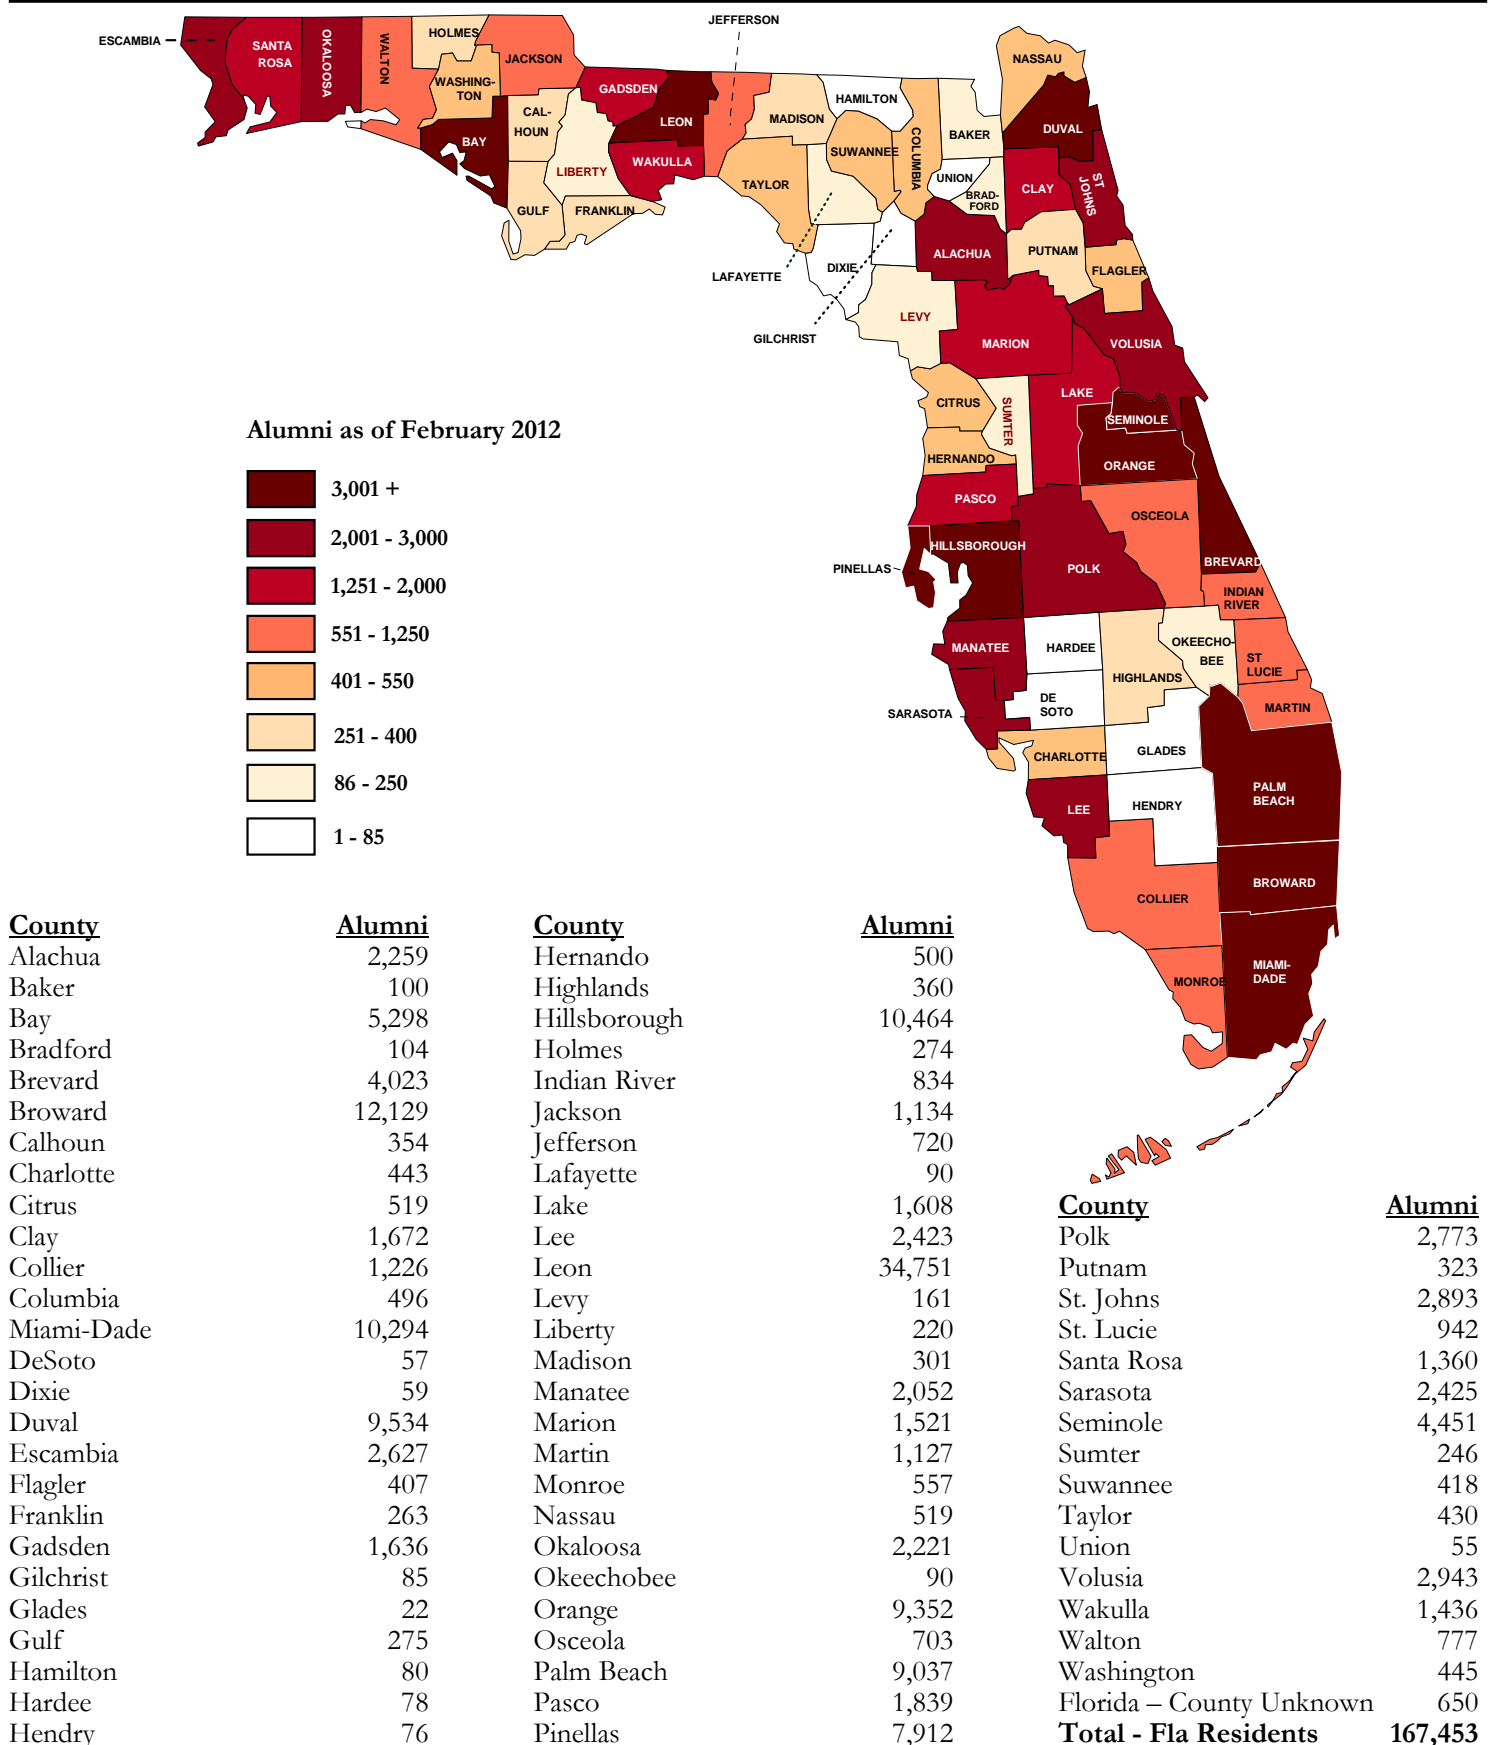 JEFFERSON
ESCAMBIA
SANTA
ROSA
OKALOOSA
WALTON
HOLMES
WASHING-
TON
JACKSON
BAY
CAL-
HOUN
GULF
LIBERTY
FRANKLIN
GADSDEN
LEON
WAKULLA
MADISON
TAYLOR
HAMILTON
SUWANNEE
LAFAYETTE
DIXIE
GILCHRIST
COLUMBIA
BAKER
UNION
BRAD-
FORD
NASSAU
DUVAL
CLAY
ST
JOHNS
ALACHUA
PUTNAM
FLAGLER
LEVY
MARION
VOLUSIA
CITRUS
SUMTER
LAKE
SEMINOLE
HERNANDO
ORANGE
PASCO
OSCEOLA
HILLSBOROUGH
PINELLAS
POLK
BREVARD
INDIAN
RIVER
MANATEE
HARDEE
HIGHLANDS
OKEECHO-
BEE
ST
LUCIE
SARASOTA
DE
SOTO
MARTIN
CHARLOTTE
GLADES
LEE
HENDRY
PALM
BEACH
COLLIER
BROWARD
MONROE
MIAMI-
DADE
Alumni as of February 2012
3,001 +
2,001 - 3,000
1,251 - 2,000
551 - 1,250
401 - 550
251 - 400
86 - 250
1 - 85
County Alumni
Alachua 2,259
Baker 100
Bay 5,298
Bradford 104
Brevard 4,023
Broward 12,129
Calhoun 354
Charlotte 443
Citrus 519
Clay 1,672
Collier 1,226
Columbia 496
Miami-Dade 10,294
DeSoto 57
Dixie 59
Duval 9,534
Escambia 2,627
Flagler 407
Franklin 263
Gadsden 1,636
Gilchrist 85
Glades 22
Gulf 275
Hamilton 80
Hardee 78
Hendry 76
County Alumni
Hernando 500
Highlands 360
Hillsborough 10,464
Holmes 274
Indian River 834
Jackson 1,134
Jefferson 720
Lafayette 90
Lake 1,608
Lee 2,423
Leon 34,751
Levy 161
Liberty 220
Madison 301
Manatee 2,052
Marion 1,521
Martin 1,127
Monroe 557
Nassau 519
Okaloosa 2,221
Okeechobee 90
Orange 9,352
Osceola 703
Palm Beach 9,037
Pasco 1,839
Pinellas 7,912
County Alumni
Polk 2,773
Putnam 323
St. Johns 2,893
St. Lucie 942
Santa Rosa 1,360
Sarasota 2,425
Seminole 4,451
Sumter 246
Suwannee 418
Taylor 430
Union 55
Volusia 2,943
Wakulla 1,436
Walton 777
Washington 445
Florida – County Unknown 650
Total - Fla Residents 167,453